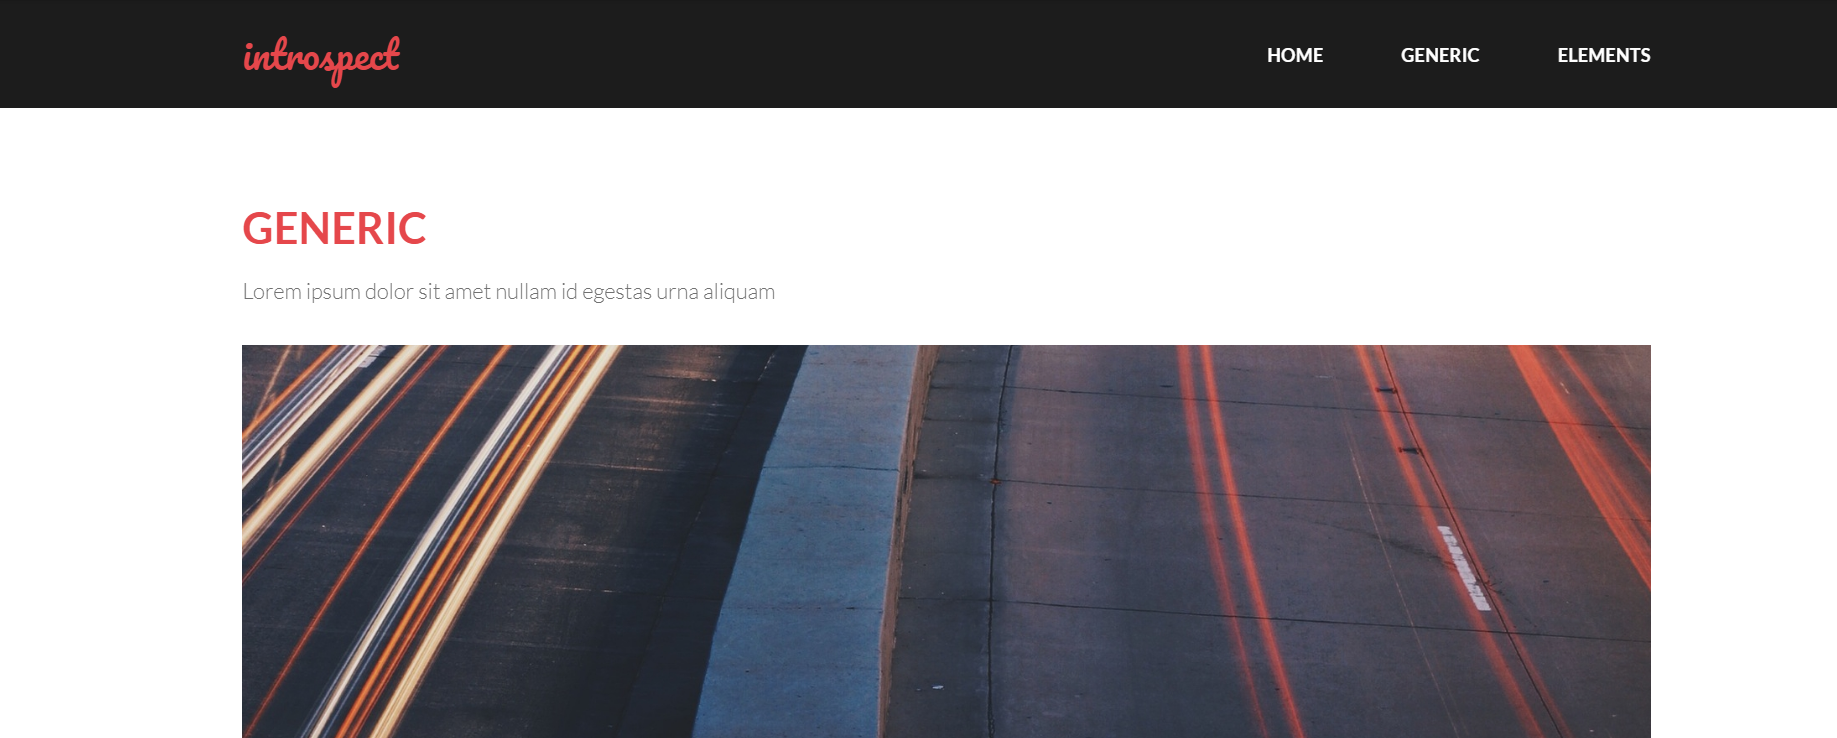 introspect
HOME GENERIC ELEMENTS
GENERIC
Lorem ipsum dolor sit amet nullam id egestas urna aliquam